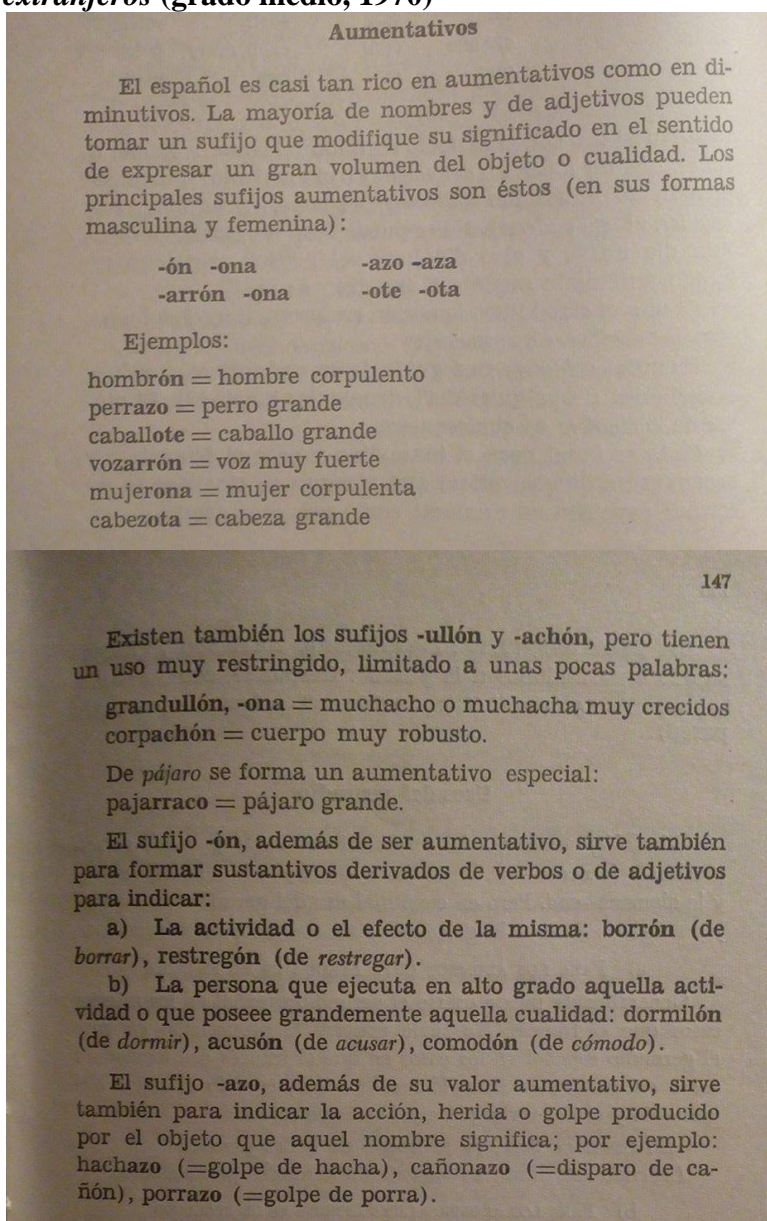 extranjeros (grado medio, 1970)
Aumentativos
El español es casi tan rico en aumentativos como en di-
minutivos. La mayoría de nombres y de adjetivos pueden
tomar un sufijo que modifique su significado en el sentido
de expresar un gran volumen del objeto o cualidad. Los
principales sufijos aumentativos son éstos (en sus formas
masculina y femenina):
-ón -ona -azo -aza
-arrón -ona -ote -ota
Ejemplos:
hombrón = hombre corpulento
perrazo = perro grande
caballote = caballo grande
vozarrón = voz muy fuerte
mujerona = mujer corpulenta
cabezota = cabeza grande
147
Existen también los sufijos -ullón y -achón, pero tienen
un uso muy restringido, limitado a unas pocas palabras:
grandullón, -ona = muchacho o muchacha muy crecidos
corpachón = cuerpo muy robusto.
De pájaro se forma un aumentativo especial:
pajarraco = pájaro grande.
El sufijo -ón, además de ser aumentativo, sirve también
para formar sustantivos derivados de verbos o de adjetivos
para indicar:
a) La actividad o el efecto de la misma: borrón (de
borrar), restregón (de restregar).
b) La persona que ejecuta en alto grado aquella acti-
vidad o que poseee grandemente aquella cualidad: dormilón
(de dormir), acusón (de acusar), comodón (de cómodo).
El sufijo -azo, además de su valor aumentativo, sirve
también para indicar la acción, herida o golpe producido
por el objeto que aquel nombre significa; por ejemplo:
hachazo (=golpe de hacha), cañonazo (=disparo de ca-
ñón), porrazo (=golpe de porra).